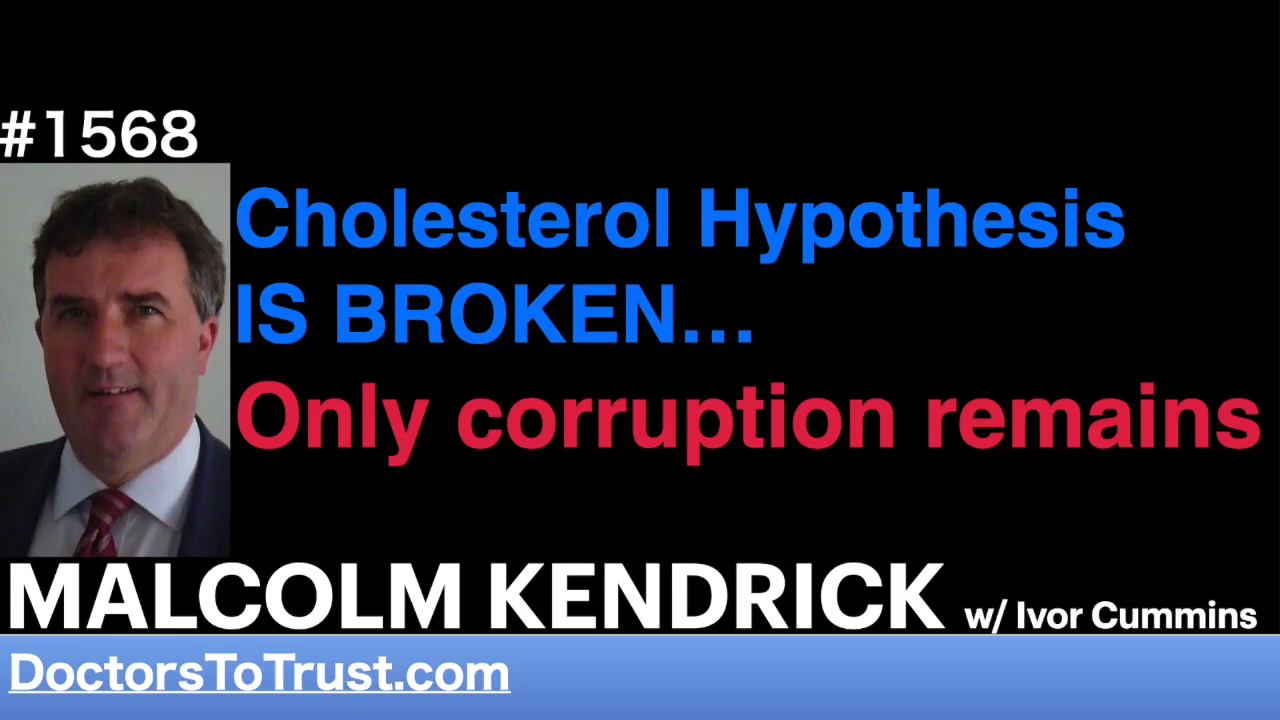 #1568
Cholesterol Hypothesis
IS BROKEN…
Only corruption remains
MALCOLM KENDRICK w/ Ivor Cummins
DoctorsToTrust.com